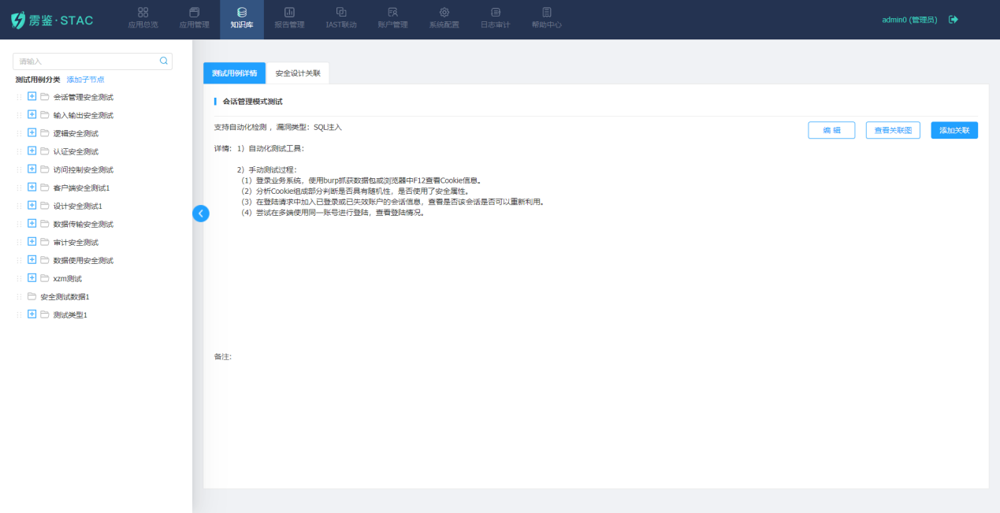 雳鉴·STAC
应用总览
应用管理
知识库
报告管理
IAST联动
账户管理
系统配置
日志审计
帮助中心
admin0 (管理员)
请输入
测试用例分类 添加子节点
会话管理安全测试
输入输出安全测试
逻辑安全测试
认证安全测试
访问控制安全测试
客户端安全测试1
设计安全测试1
数据传输安全测试
审计安全测试
数据使用安全测试
xzm测试
安全测试数据1
测试类型1
测试用例详情
安全设计关联
会话管理模式测试
支持自动化检测 ，漏洞类型：SQL注入
编 辑
查看关联图
添加关联
详情：1）自动化测试工具：
2）手动测试过程：
（1）登录业务系统，使用burp抓获数据包或浏览器中F12查看Cookie信息。
（2）分析Cookie组成部分判断是否具有随机性，是否使用了安全属性。
（3）在登陆请求中加入已登录或已失效账户的会话信息，查看是否该会话是否可以重新利用。
（4）尝试在多端使用同一账号进行登陆，查看登陆情况。
备注：